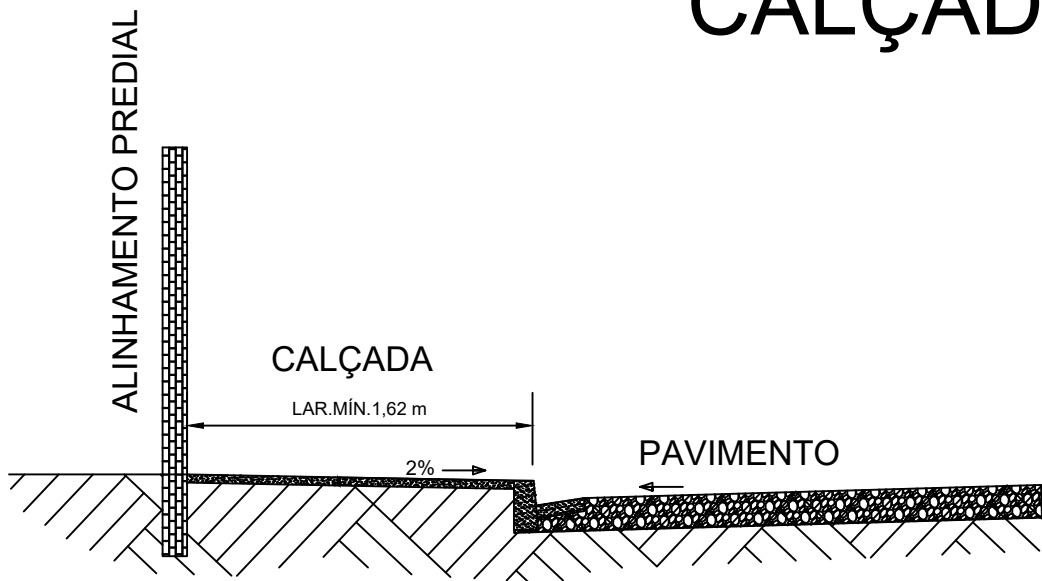 CALÇAD
ALINHAMENTO PREDIAL
CALÇADA
LAR.MÍN.1,62 m
2%
PAVIMENTO